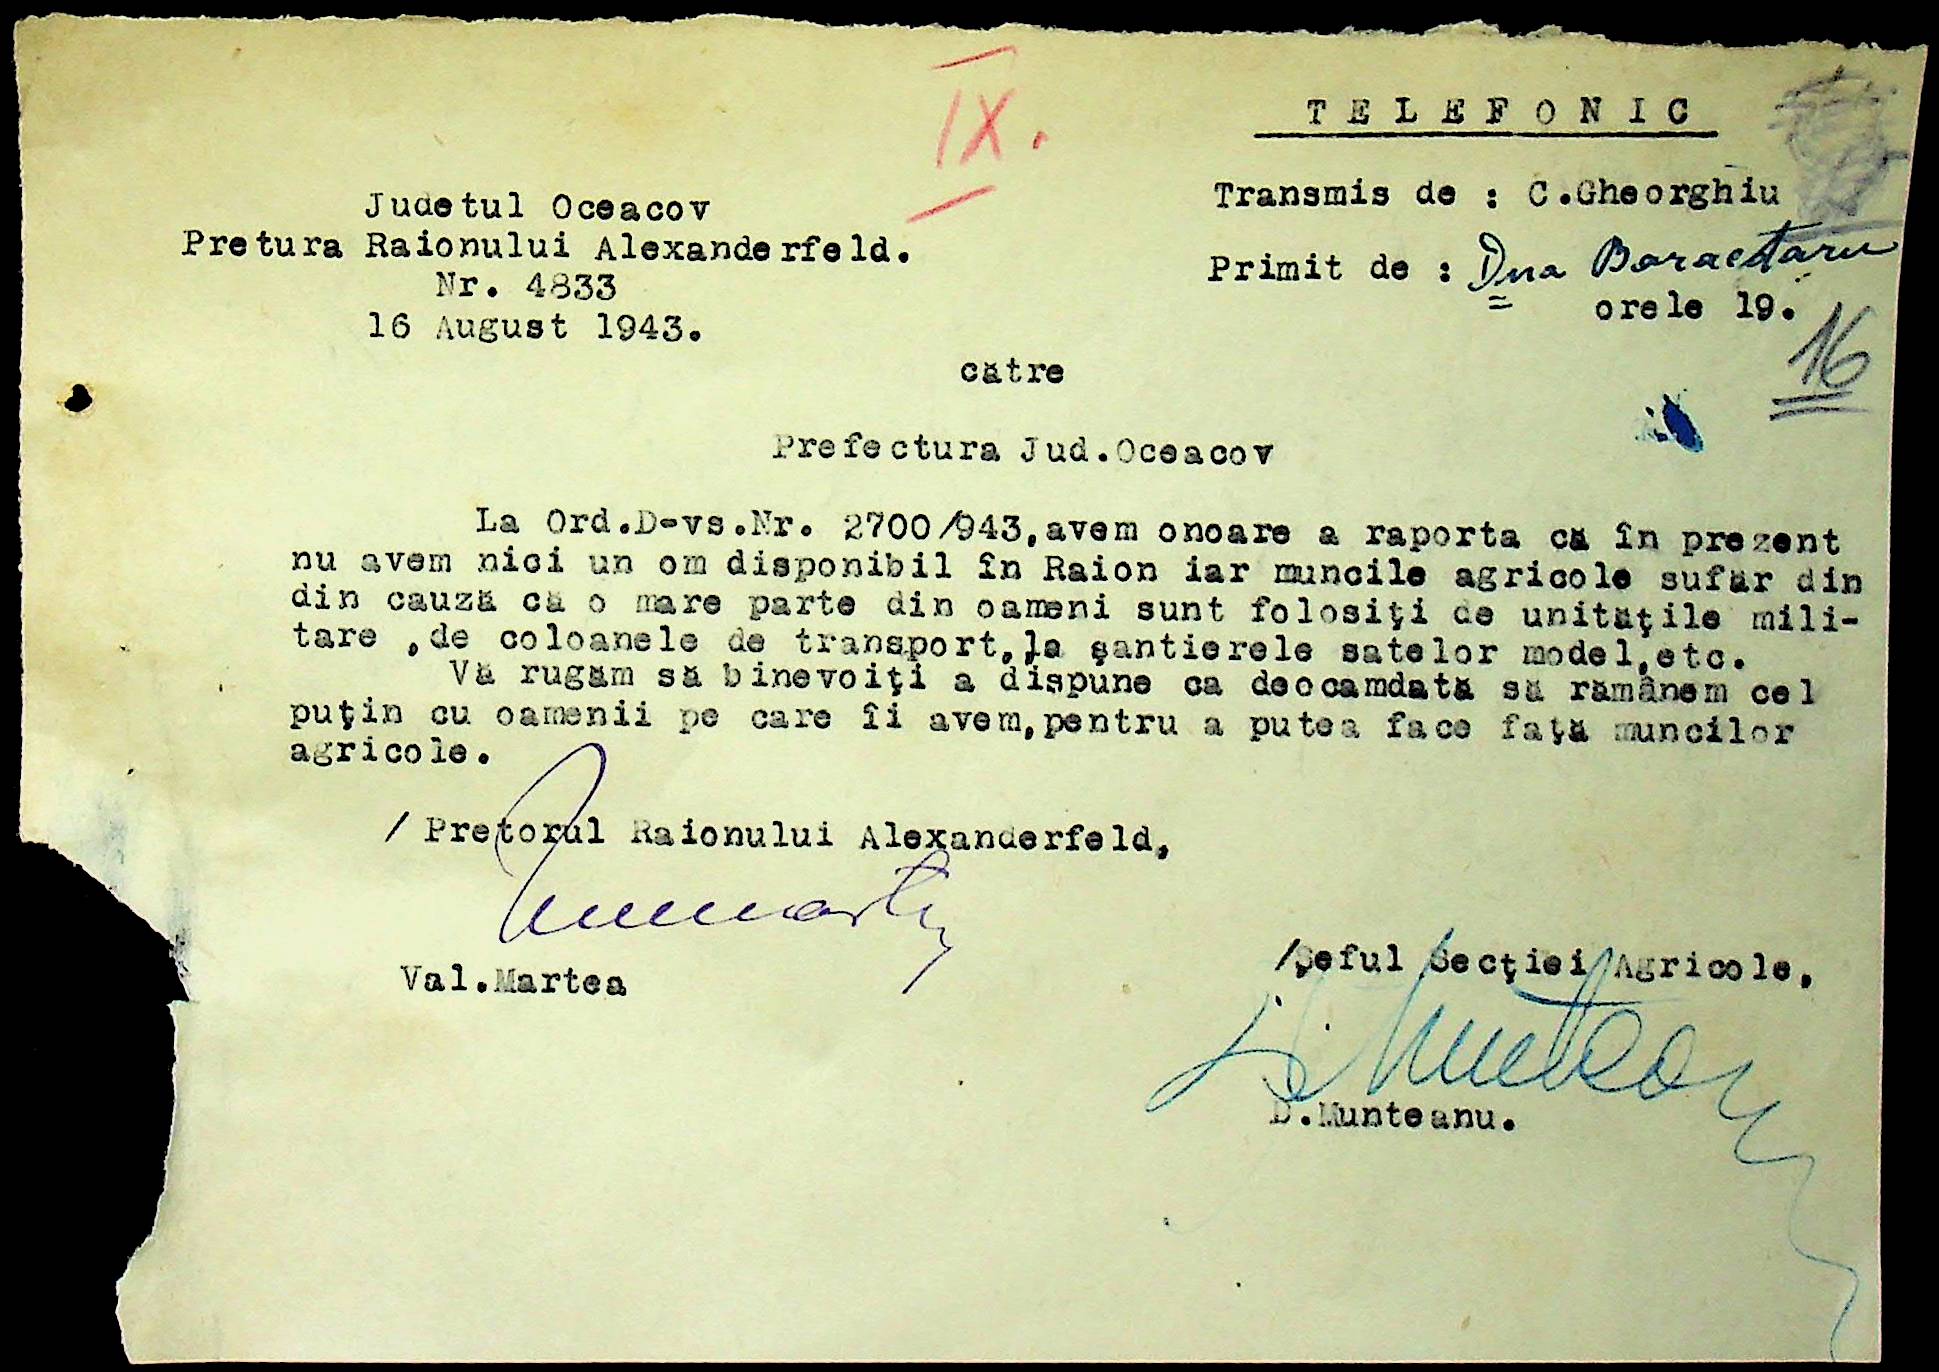 IX.
T E L E F O N I C
Transmis de : C.Gheorghiu
Primit de : Dna
orele 19.
16
Judetul Oceacov
Pretura Raionului Alexanderfeld.
Nr. 4833
16 August 1943.
către
Prefectura Jud.Oceacov
La Ord.D-vs.Nr. 2700/943,avem onoare a raporta că în prezent
nu avem nici un om disponibil în Raion iar muncile agricole sufăr din
din cauză că o mare parte din oameni sunt folosiţi de unităţile mili-
tare ,de coloanele de transport,la şantierele satelor model,etc.
Vă rugăm să binevoiţi a dispune ca deocamdată să rămânem cel
puţin cu oamenii pe care îi avem,pentru a putea face faţă muncilor
agricole.
/ Pretorul Raionului Alexanderfeld,
Val.Martea
/Şeful Secţiei Agricole,
D.Munteanu.